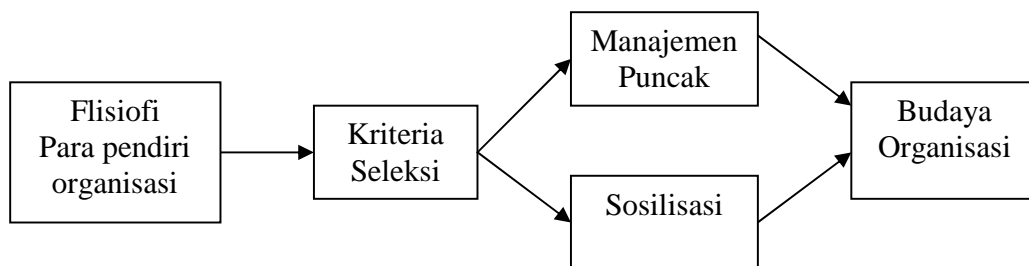 Flisiofi
Para pendiri
organisasi
Kriteria
Seleksi
Manajemen
Puncak
Sosilisasi
Budaya
Organisasi